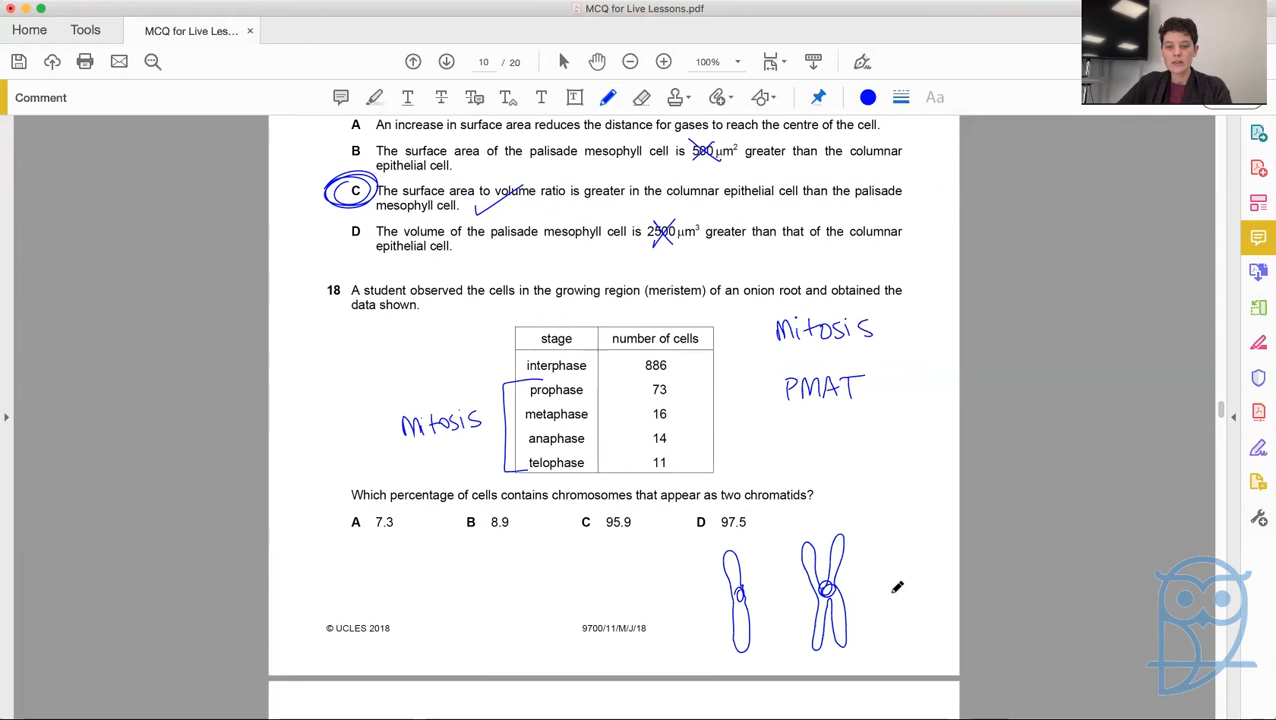 MCQ for Live Lessons.pdf
Home
Tools
MCQ for Live Les... ×
10 / 20
100%
Comment
Aa
A An increase in surface area reduces the distance for gases to reach the centre of the cell.
B The surface area of the palisade mesophyll cell is 500 μm² greater than the columnar
epithelial cell.
C The surface area to volume ratio is greater in the columnar epithelial cell than the palisade
mesophyll cell.
D The volume of the palisade mesophyll cell is 2500 μm³ greater than that of the columnar
epithelial cell.
18 A student observed the cells in the growing region (meristem) of an onion root and obtained the
data shown.
Mitosis
stage number of cells
interphase 886
PMAT
prophase 73
metaphase 16
Mitosis
anaphase 14
telophase 11
Which percentage of cells contains chromosomes that appear as two chromatids?
A 7.3 B 8.9 C 95.9 D 97.5
© UCLES 2018
9700/11/M/J/18